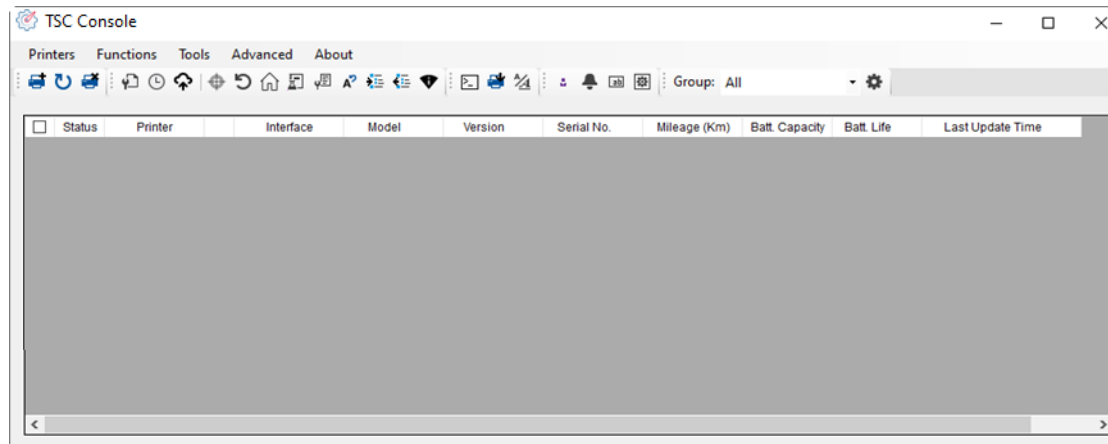 TSC Console
Printers Functions Tools Advanced About
Group: All
Status Printer Interface Model Version Serial No. Mileage (Km) Batt. Capacity Batt. Life Last Update Time